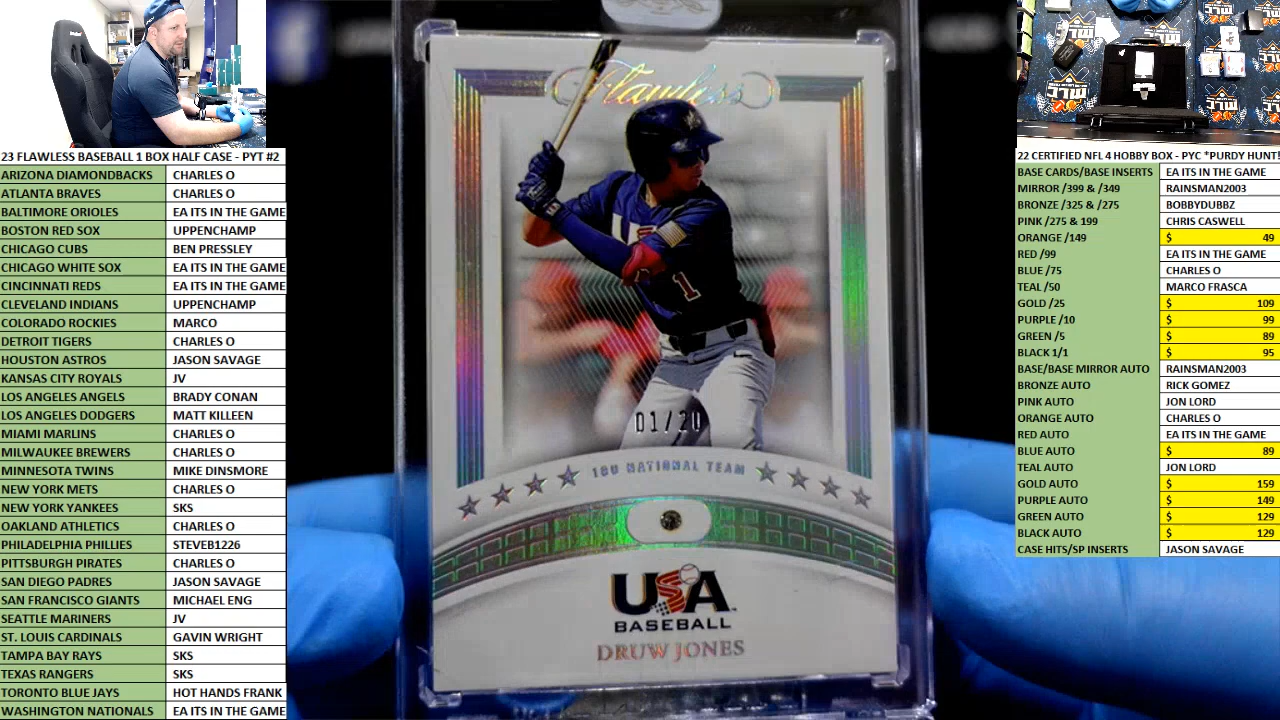 23 FLAWLESS BASEBALL 1 BOX HALF CASE - PYT #2
ARIZONA DIAMONDBACKS CHARLES O
ATLANTA BRAVES CHARLES O
BALTIMORE ORIOLES EA ITS IN THE GAME
BOSTON RED SOX UPPENCHAMP
CHICAGO CUBS BEN PRESSLEY
CHICAGO WHITE SOX EA ITS IN THE GAME
CINCINNATI REDS EA ITS IN THE GAME
CLEVELAND INDIANS UPPENCHAMP
COLORADO ROCKIES MARCO
DETROIT TIGERS CHARLES O
HOUSTON ASTROS JASON SAVAGE
KANSAS CITY ROYALS JV
LOS ANGELES ANGELS BRADY CONAN
LOS ANGELES DODGERS MATT KILLEEN
MIAMI MARLINS CHARLES O
MILWAUKEE BREWERS CHARLES O
MINNESOTA TWINS MIKE DINSMORE
NEW YORK METS CHARLES O
NEW YORK YANKEES SKS
OAKLAND ATHLETICS CHARLES O
PHILADELPHIA PHILLIES STEVEB1226
PITTSBURGH PIRATES CHARLES O
SAN DIEGO PADRES JASON SAVAGE
SAN FRANCISCO GIANTS MICHAEL ENG
SEATTLE MARINERS JV
ST. LOUIS CARDINALS GAVIN WRIGHT
TAMPA BAY RAYS SKS
TEXAS RANGERS SKS
TORONTO BLUE JAYS HOT HANDS FRANK
WASHINGTON NATIONALS EA ITS IN THE GAME
Flawless
1
01/20
18U NATIONAL TEAM
USA
BASEBALL
DRUW JONES
22 CERTIFIED NFL 4 HOBBY BOX - PYC *PURDY HUNT!
BASE CARDS/BASE INSERTS EA ITS IN THE GAME
MIRROR /399 & /349 RAINSMAN2003
BRONZE /325 & /275 BOBBYDUBBZ
PINK /275 & 199 CHRIS CASWELL
ORANGE /149 $ 49
RED /99 EA ITS IN THE GAME
BLUE /75 CHARLES O
TEAL /50 MARCO FRASCA
GOLD /25 $ 109
PURPLE /10 $ 99
GREEN /5 $ 89
BLACK 1/1 $ 95
BASE/BASE MIRROR AUTO RAINSMAN2003
BRONZE AUTO RICK GOMEZ
PINK AUTO JON LORD
ORANGE AUTO CHARLES O
RED AUTO EA ITS IN THE GAME
BLUE AUTO $ 89
TEAL AUTO JON LORD
GOLD AUTO $ 159
PURPLE AUTO $ 149
GREEN AUTO $ 129
BLACK AUTO $ 129
CASE HITS/SP INSERTS JASON SAVAGE